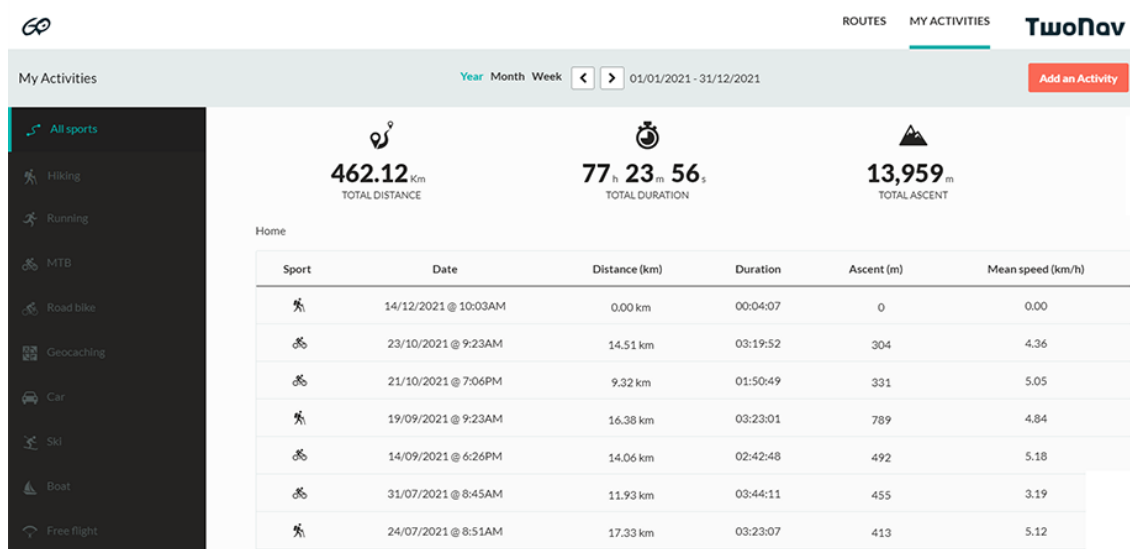 GO
ROUTES MY ACTIVITIES TwoNav
My Activities Year Month Week 01/01/2021 - 31/12/2021 Add an Activity
All sports
Hiking
Running
MTB
Road bike
Geocaching
Car
Ski
Boat
Free flight
462.12 Km 77 h 23 m 56 s 13,959 m
TOTAL DISTANCE TOTAL DURATION TOTAL ASCENT
Home
Sport Date Distance (km) Duration Ascent (m) Mean speed (km/h)
14/12/2021 @ 10:03AM 0.00 km 00:04:07 0 0.00
23/10/2021 @ 9:23AM 14.51 km 03:19:52 304 4.36
21/10/2021 @ 7:06PM 9.32 km 01:50:49 331 5.05
19/09/2021 @ 9:23AM 16.38 km 03:23:01 789 4.84
14/09/2021 @ 6:26PM 14.06 km 02:42:48 492 5.18
31/07/2021 @ 8:45AM 11.93 km 03:44:11 455 3.19
24/07/2021 @ 8:51AM 17.33 km 03:23:07 413 5.12